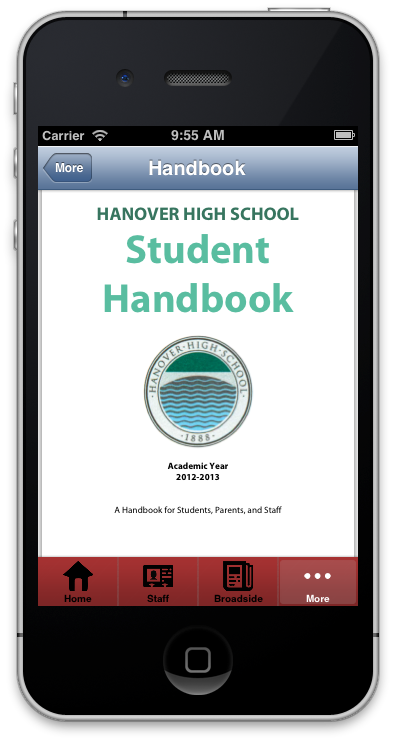 Carrier 9:55 AM
More Handbook
HANOVER HIGH SCHOOL
Student
Handbook
·HANOVER·HIGH·SCHOOL·
·1888·
Academic Year
2012-2013
A Handbook for Students, Parents, and Staff
Home Staff Broadside More